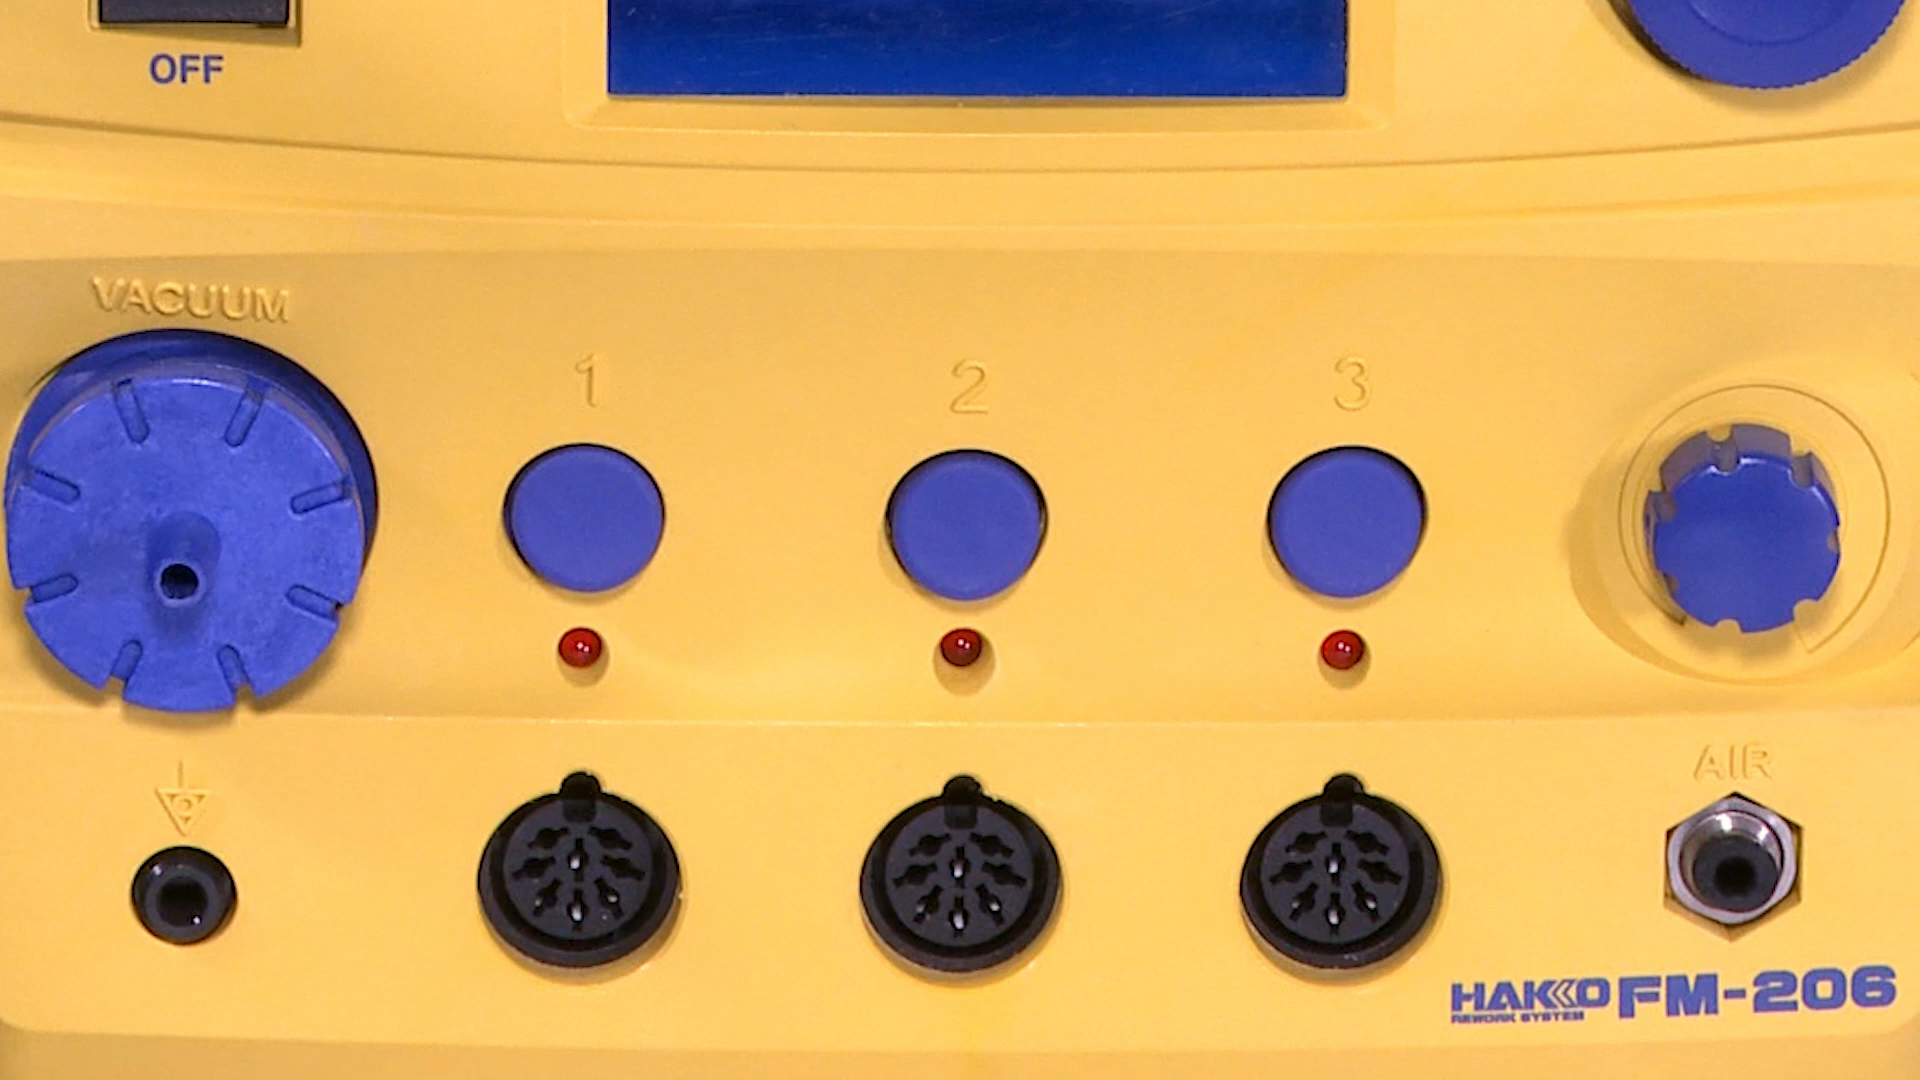 OFF
VACUUM
1 2 3
AIR
HAKKO FM-206
REWORK SYSTEM